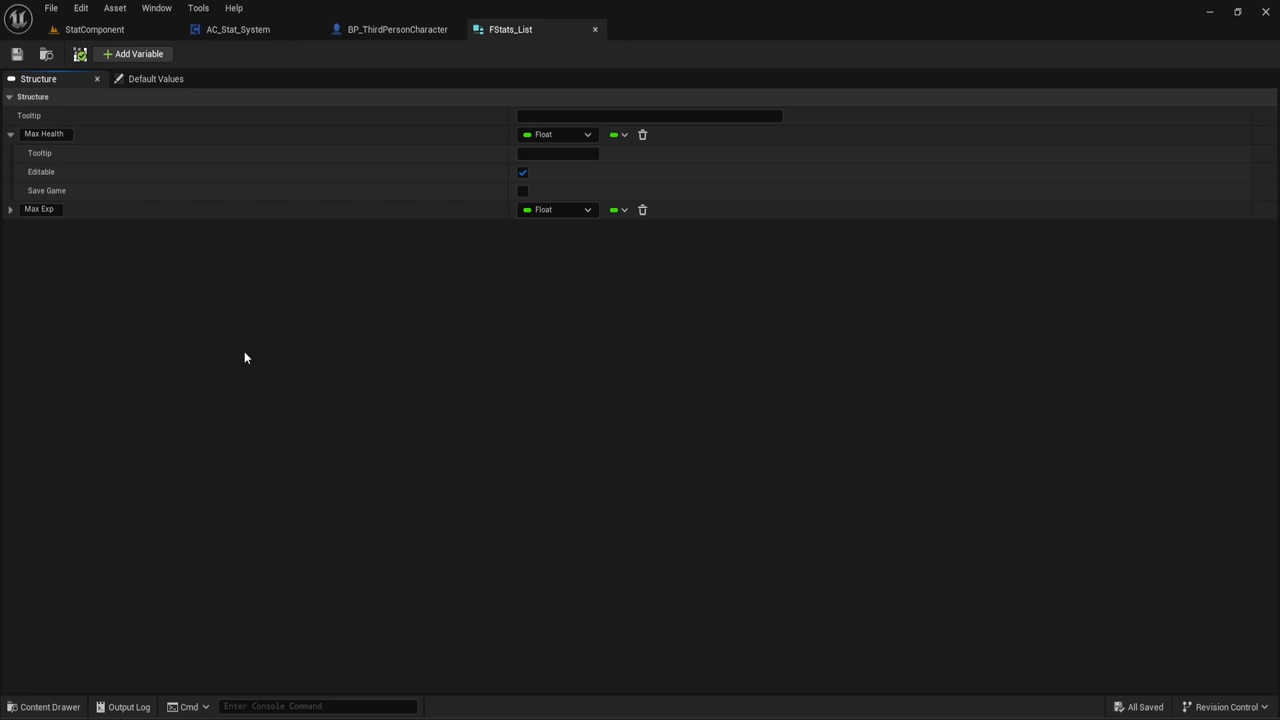 File Edit Asset Window Tools Help
StatComponent AC_Stat_System BP_ThirdPersonCharacter FStats_List
Add Variable
Structure Default Values
Structure
Tooltip
Max Health Float
Tooltip
Editable
Save Game
Max Exp Float
Content Drawer Output Log Cmd Enter Console Command All Saved Revision Control